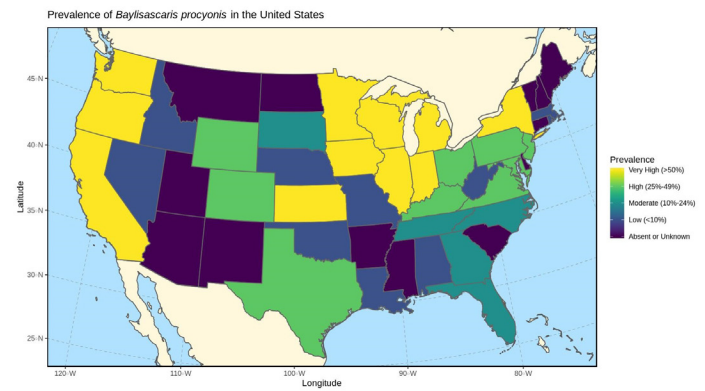 Prevalence of Baylisascaris procyonis in the United States
45°N
40°N
35°N
30°N
25°N
Latitude
120°W
110°W
100°W
90°W
80°W
Longitude
Prevalence
Very High (>50%)
High (25%-49%)
Moderate (10%-24%)
Low (<10%)
Absent or Unknown